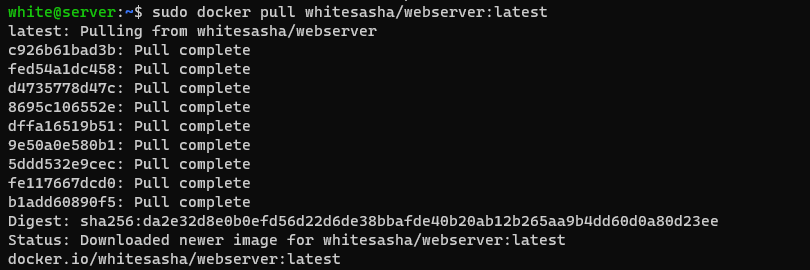 white@server:~$ sudo docker pull whitesasha/webserver:latest
latest: Pulling from whitesasha/webserver
c926b61bad3b: Pull complete
fed54a1dc458: Pull complete
d4735778d47c: Pull complete
8695c106552e: Pull complete
dffa16519b51: Pull complete
9e50a0e580b1: Pull complete
5ddd532e9cec: Pull complete
fe117667dcd0: Pull complete
b1add60890f5: Pull complete
Digest: sha256:da2e32d8e0b0efd56d22d6de38bbafde40b20ab12b265aa9b4dd60d0a80d23ee
Status: Downloaded newer image for whitesasha/webserver:latest
docker.io/whitesasha/webserver:latest